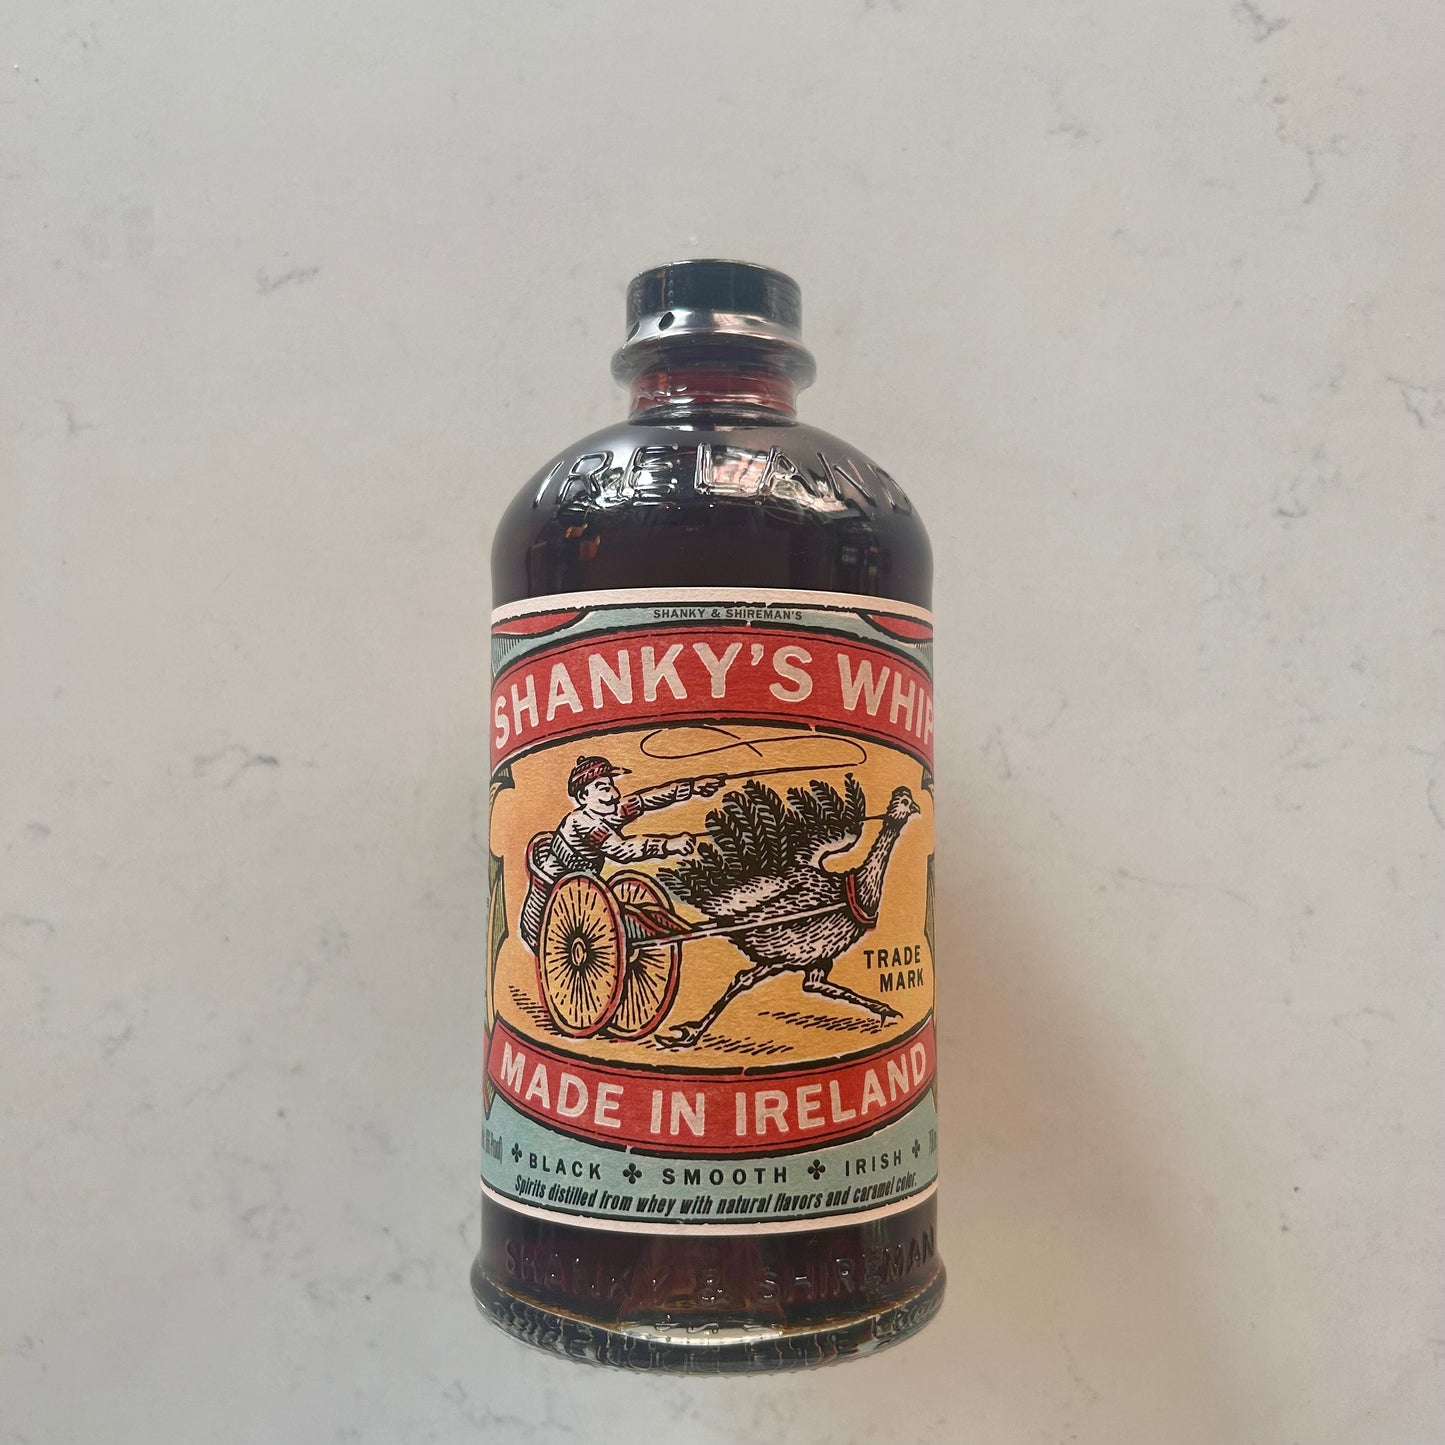 IRELAND
SHANKY & SHIREMAN'S
SHANKY'S WHIP
TRADE
MARK
MADE IN IRELAND
Proof)
BLACK ♣ SMOOTH ♣ IRISH
Spirits distilled from whey with natural flavors and caramel color.
SHANKY & SHIREMAN